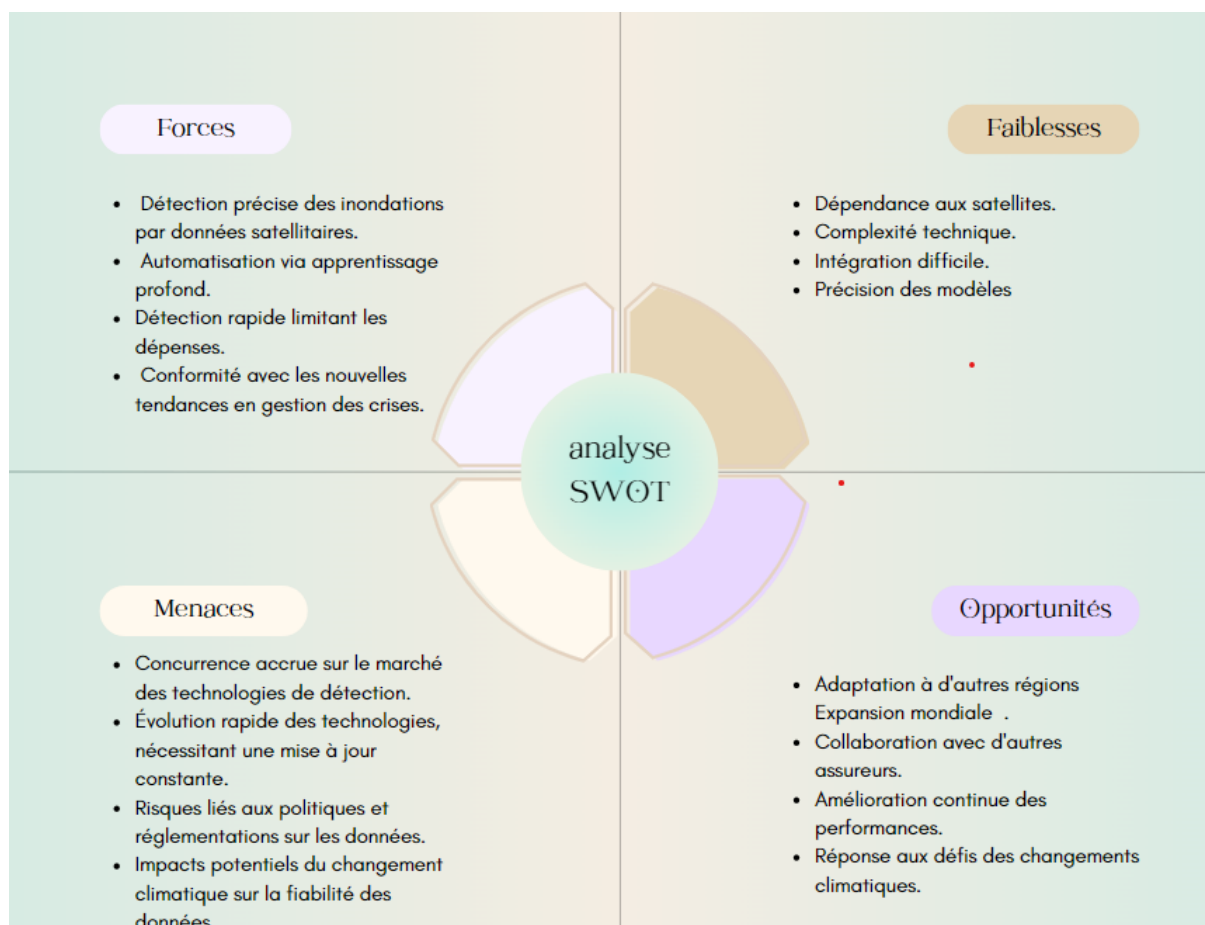 Forces
• Détection précise des inondations
par données satellitaires.
• Automatisation via apprentissage
profond.
• Détection rapide limitant les
dépenses.
• Conformité avec les nouvelles
tendances en gestion des crises.
Faiblesses
• Dépendance aux satellites.
• Complexité technique.
• Intégration difficile.
• Précision des modèles
analyse
SWOT
Menaces
• Concurrence accrue sur le marché
des technologies de détection.
• Évolution rapide des technologies,
nécessitant une mise à jour
constante.
• Risques liés aux politiques et
réglementations sur les données.
• Impacts potentiels du changement
climatique sur la fiabilité des
données
Opportunités
• Adaptation à d'autres régions
Expansion mondiale .
• Collaboration avec d'autres
assureurs.
• Amélioration continue des
performances.
• Réponse aux défis des changements
climatiques.